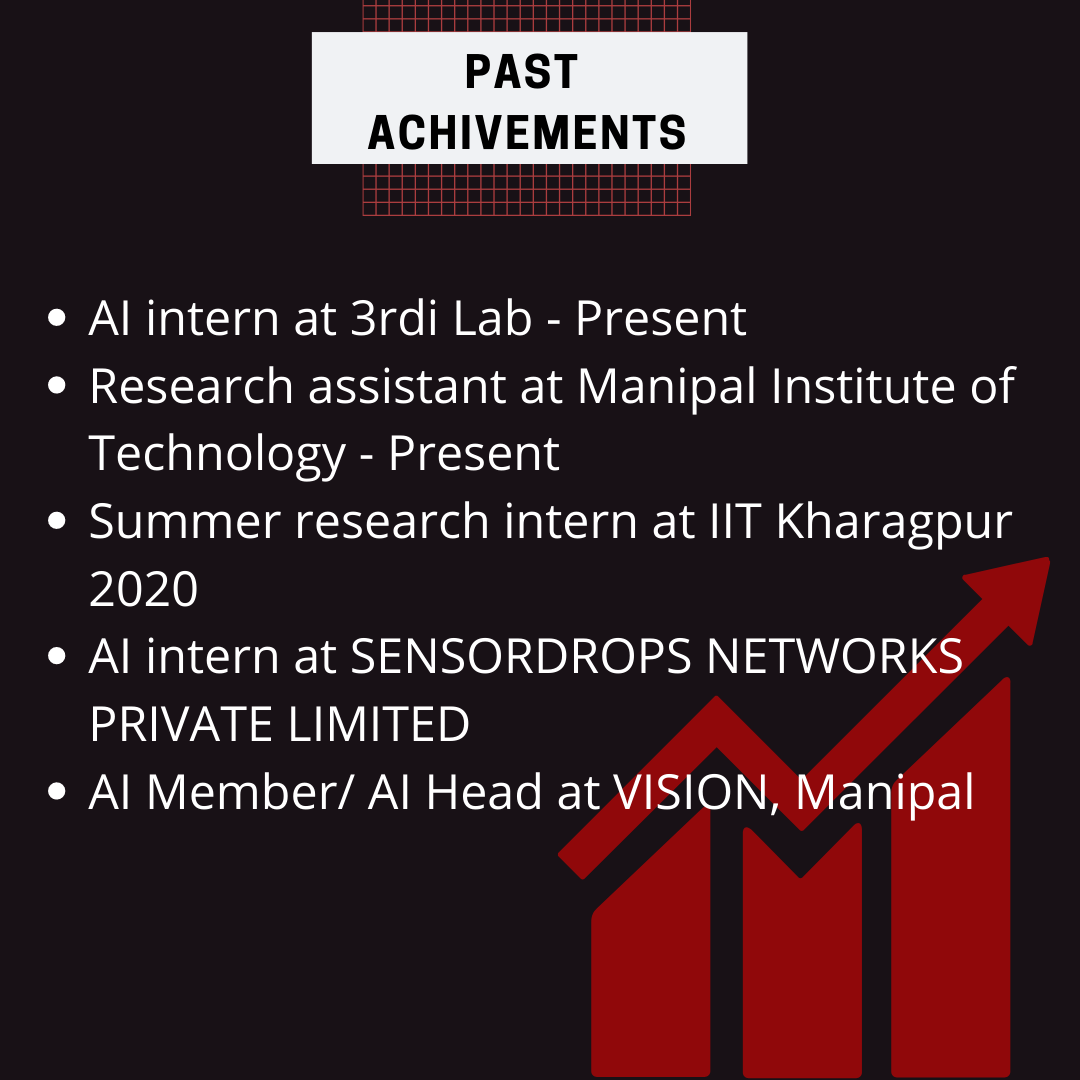 PAST
ACHIVEMENTS
• AI intern at 3rdi Lab - Present
• Research assistant at Manipal Institute of
Technology - Present
• Summer research intern at IIT Kharagpur
2020
• AI intern at SENSORDROPS NETWORKS
PRIVATE LIMITED
• AI Member/ AI Head at VISION, Manipal